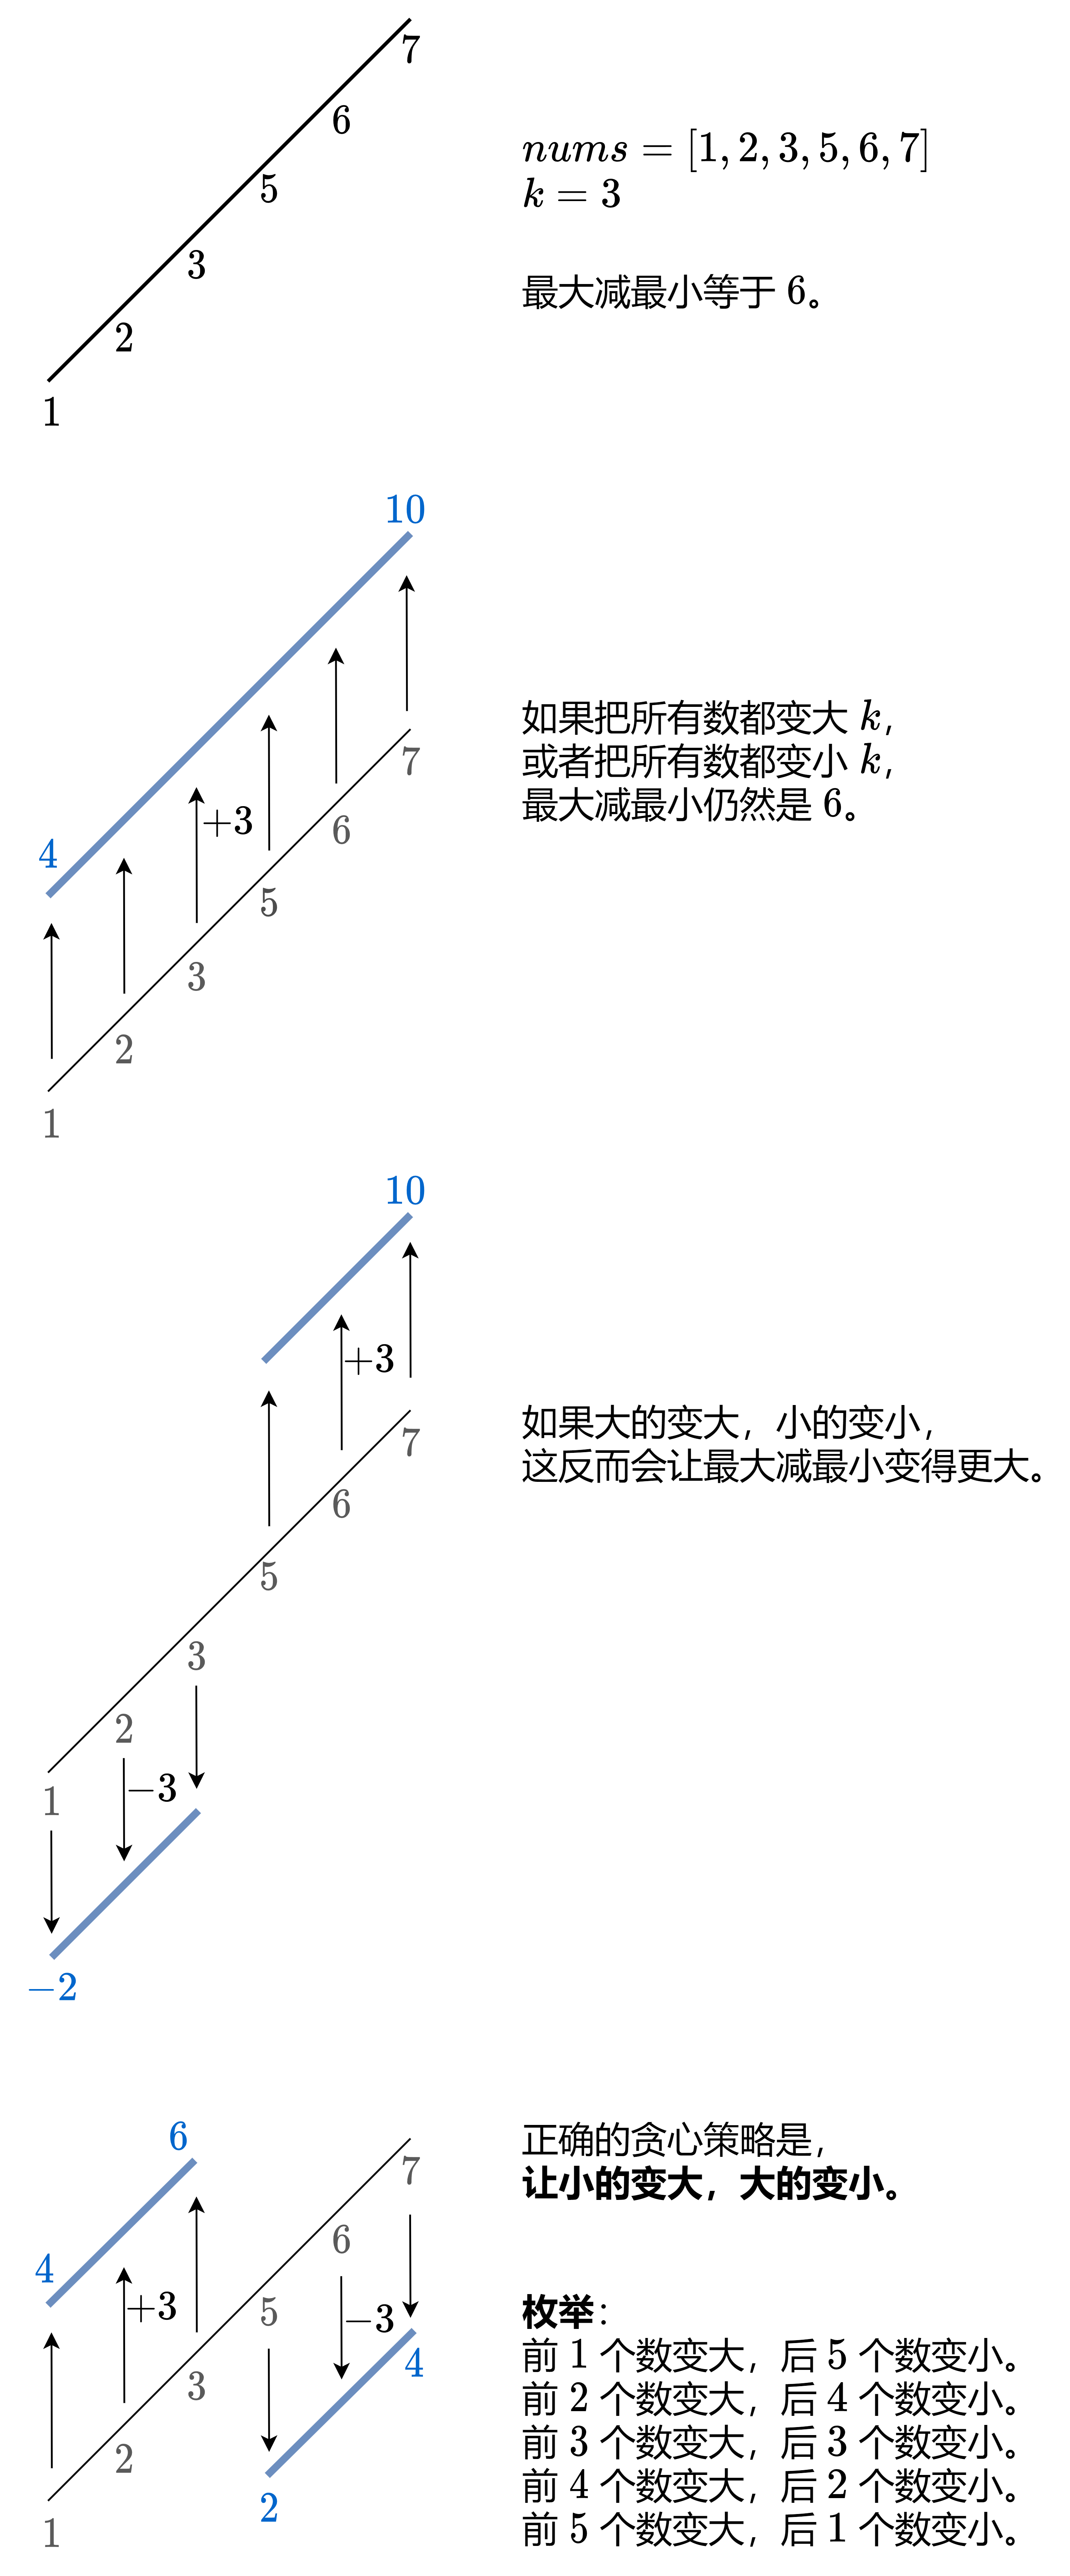 7
6
5
3
2
1
nums = [1, 2, 3, 5, 6, 7]
k = 3
最大减最小等于 6。
10
4
+3
7
6
5
3
2
1
如果把所有数都变大 k，
或者把所有数都变小 k，
最大减最小仍然是 6。
10
+3
7
6
5
3
2
1
−3
−2
如果大的变大，小的变小，
这反而会让最大减最小变得更大。
6
4
+3
7
6
5
3
2
1
−3
4
2
正确的贪心策略是，
让小的变大，大的变小。
枚举：
前 1 个数变大，后 5 个数变小。
前 2 个数变大，后 4 个数变小。
前 3 个数变大，后 3 个数变小。
前 4 个数变大，后 2 个数变小。
前 5 个数变大，后 1 个数变小。